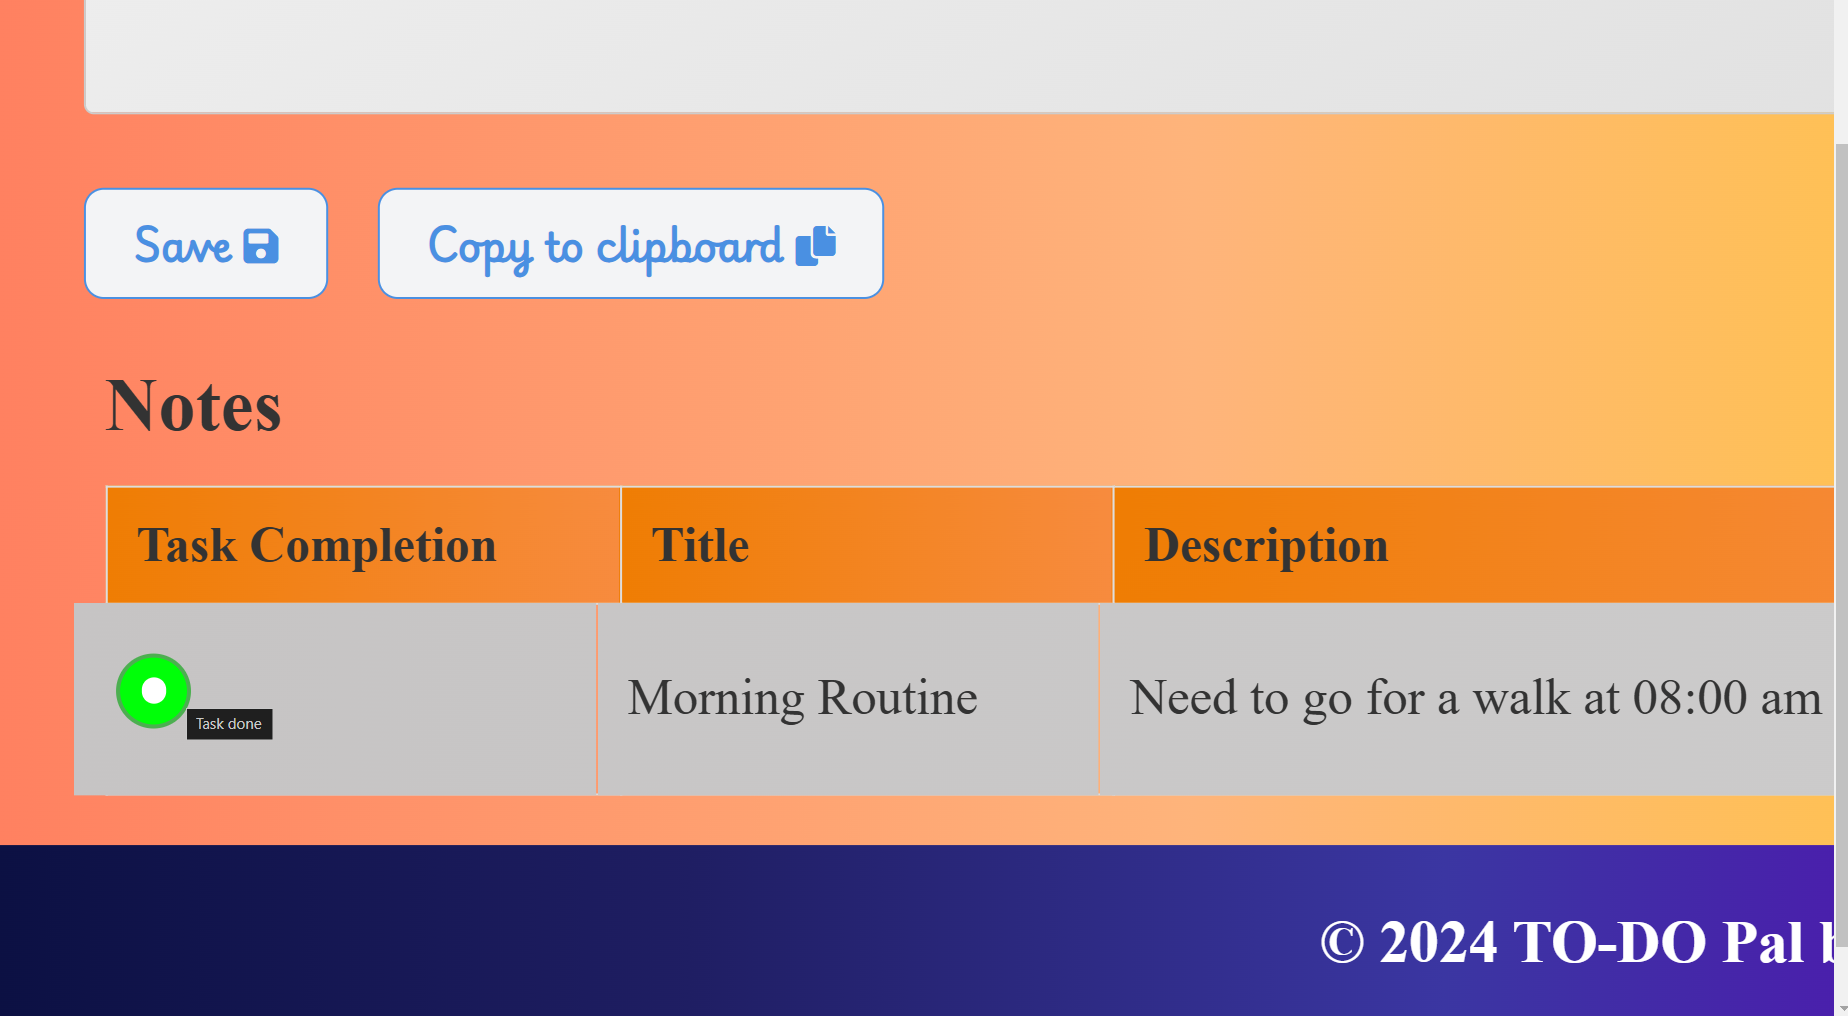 Save
Copy to clipboard
Notes
Task Completion
Title
Description
Morning Routine
Need to go for a walk at 08:00 am
Task done
© 2024 TO-DO Pal